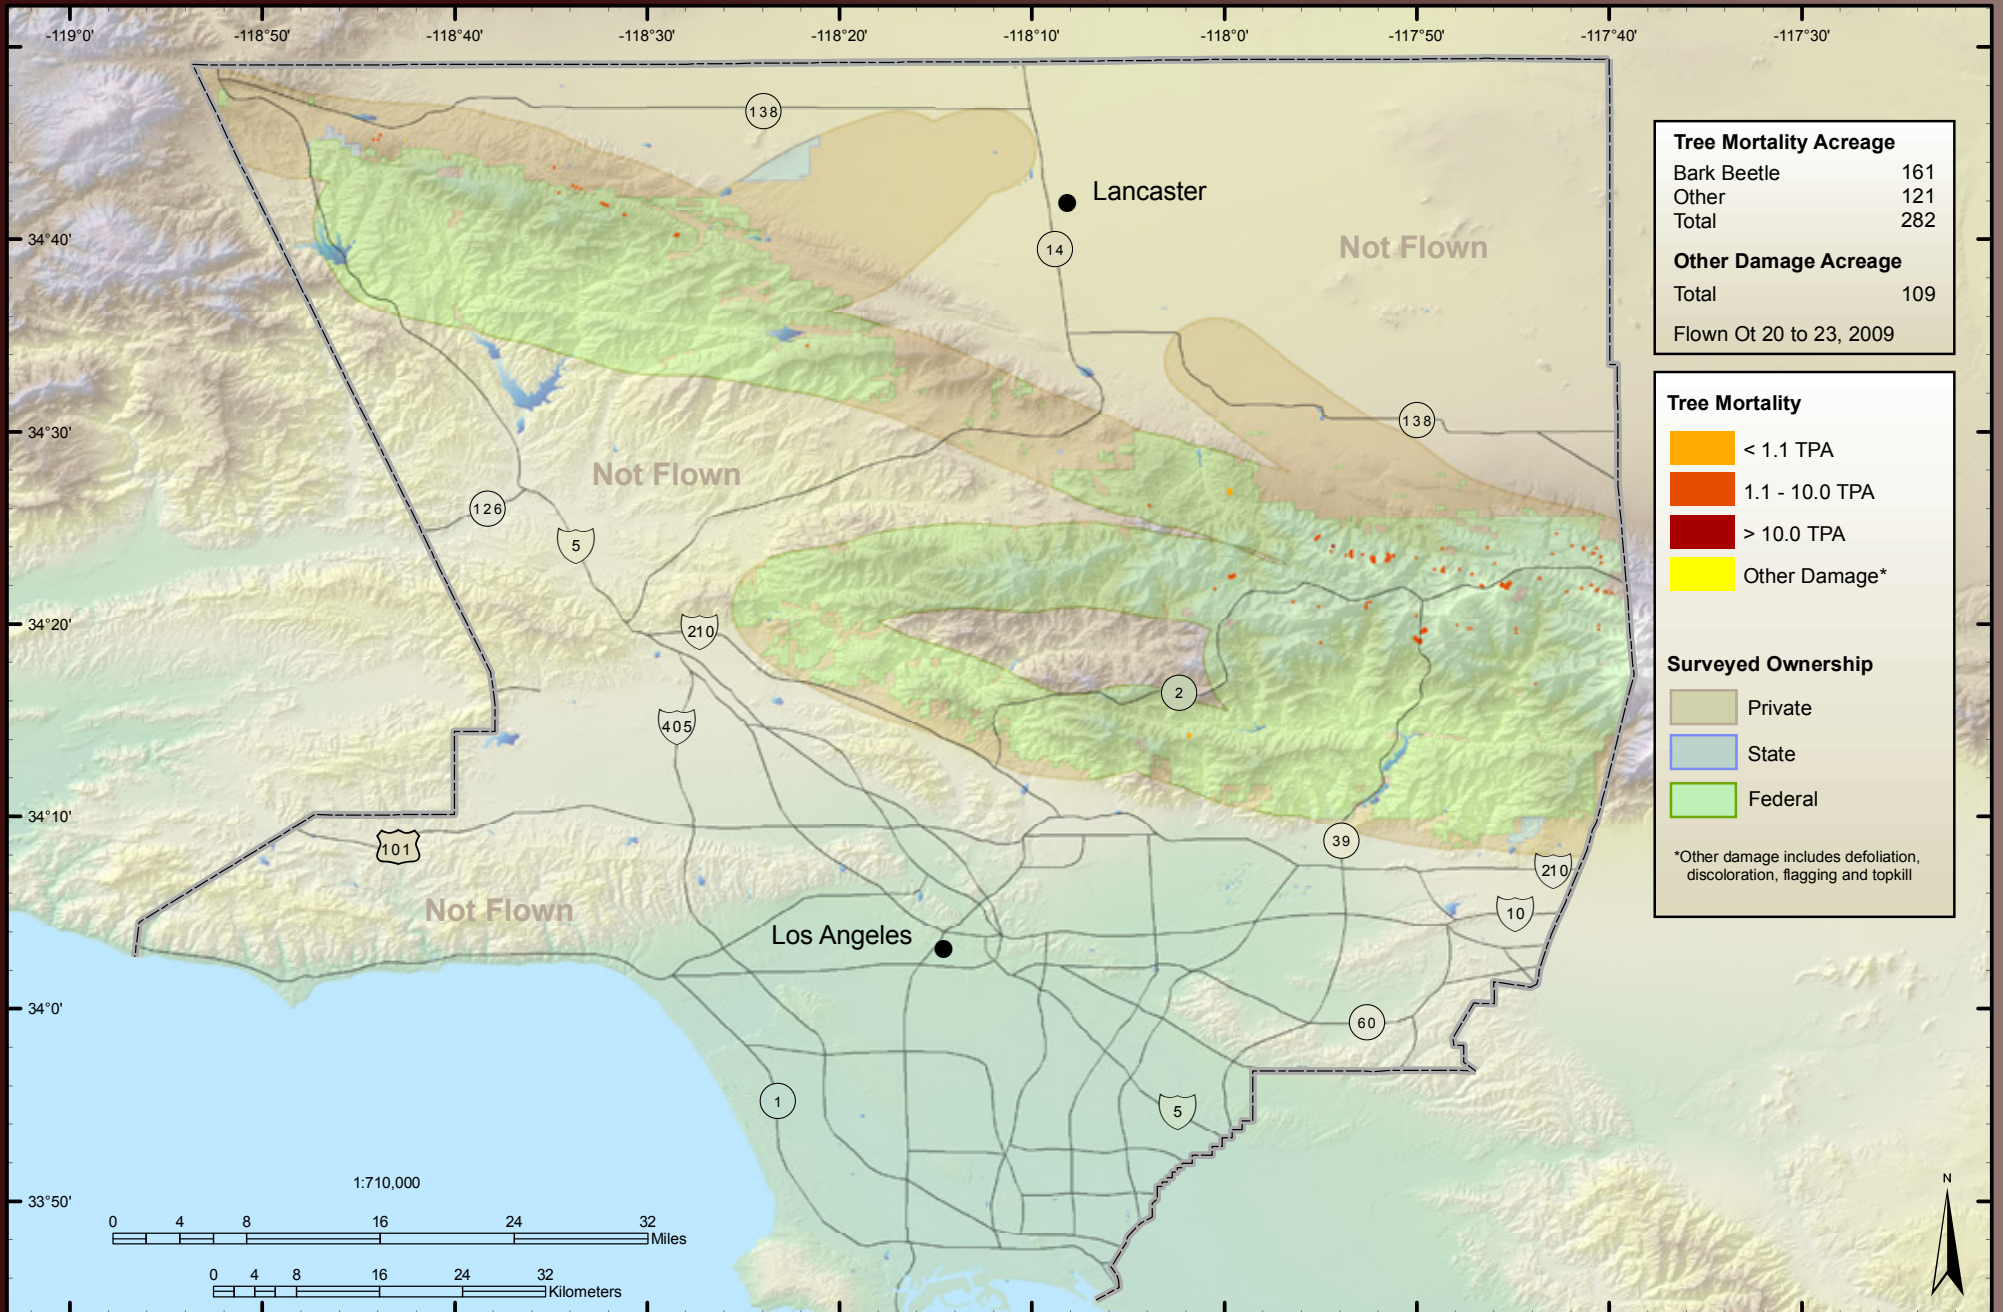 -119°0'
-118°50'
-118°40'
-118°30'
-118°20'
-118°10'
-118°0'
-117°50'
-117°40'
-117°30'
138
Lancaster
14
Not Flown
34°40'
34°30'
138
Not Flown
126
5
34°20'
210
2
405
34°10'
101
39
210
10
Not Flown
Los Angeles
34°0'
60
1
5
33°50'
1:710,000
0 4 8 16 24 32
Miles
0 4 8 16 24 32
Kilometers
N
Tree Mortality Acreage
Bark Beetle 161
Other 121
Total 282
Other Damage Acreage
Total 109
Flown Ot 20 to 23, 2009
Tree Mortality
< 1.1 TPA
1.1 - 10.0 TPA
> 10.0 TPA
Other Damage*
Surveyed Ownership
Private
State
Federal
*Other damage includes defoliation,
discoloration, flagging and topkill